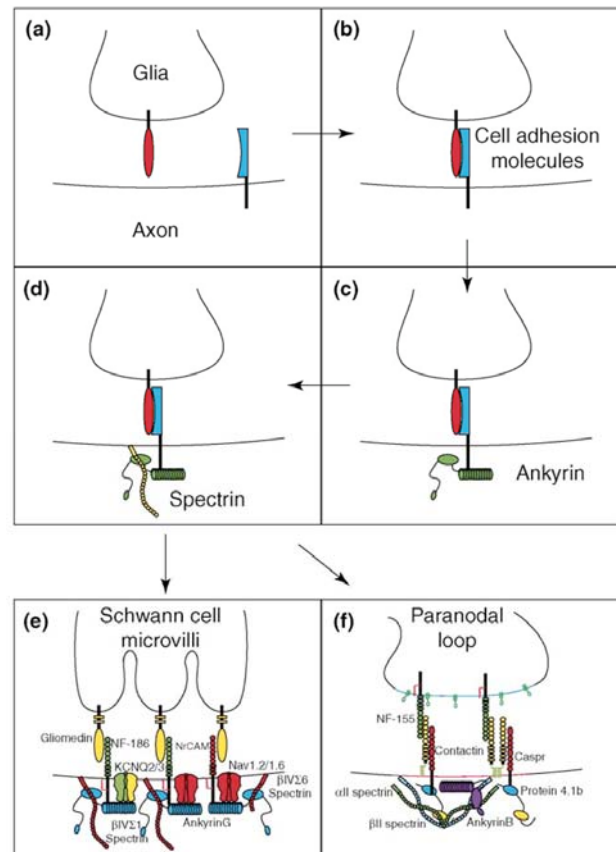 (a)
Glia
Axon
(b)
Cell adhesion
molecules
(d)
Spectrin
(c)
Ankyrin
(e)
Schwann cell
microvilli
Gliomedin
NF-186
NrCAM
KCNQ2/3
Nav1.2/1.6
βIVΣ6
Spectrin
βIVΣ1
Spectrin
AnkyrinG
(f)
Paranodal
loop
NF-155
Contactin
Caspr
αII spectrin
Protein 4.1b
βII spectrin
AnkyrinB